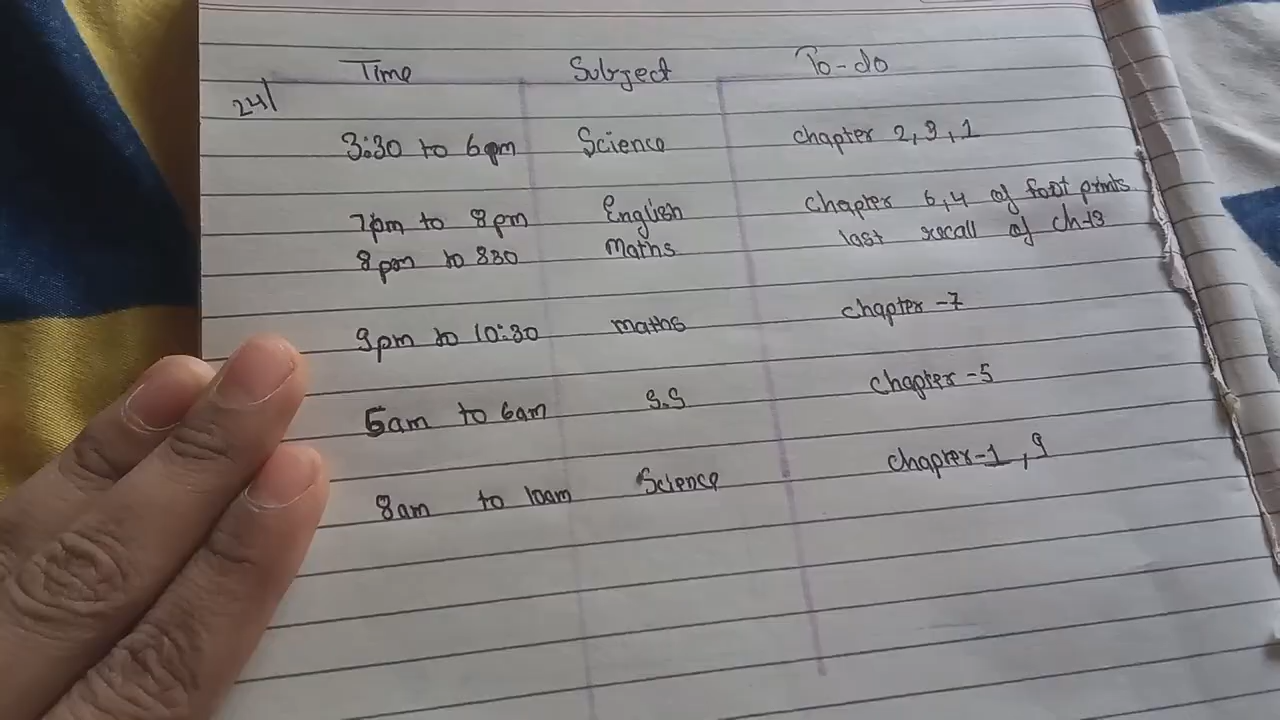 Time Subject To-do
24/
3:30 to 6pm Science chapter 2, 9, 1
7pm to 8pm English Chapter 6, 4 of foot prints
8pm to 830 Maths last recall of Ch-13
9pm to 10:30 maths chapter -7
5am to 6am S.S chapter -5
8am to 10am Science chapter-1, 9